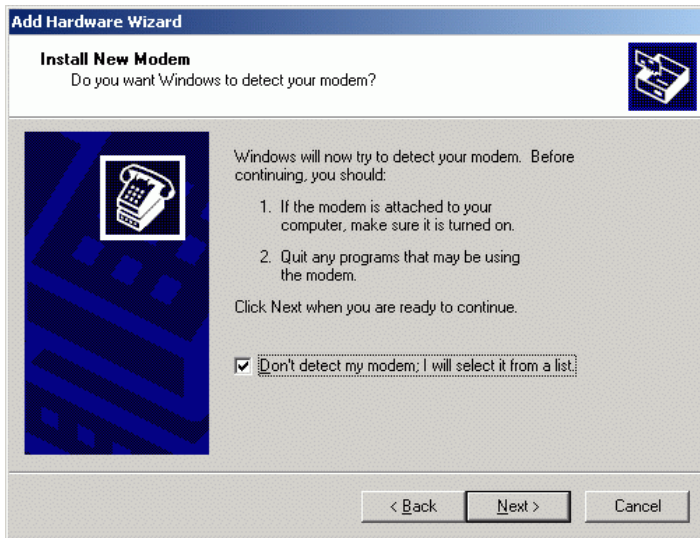 Add Hardware Wizard
Install New Modem
Do you want Windows to detect your modem?
Windows will now try to detect your modem. Before
continuing, you should:
1. If the modem is attached to your
computer, make sure it is turned on.
2. Quit any programs that may be using
the modem.
Click Next when you are ready to continue.
Don't detect my modem; I will select it from a list.
< Back
Next >
Cancel